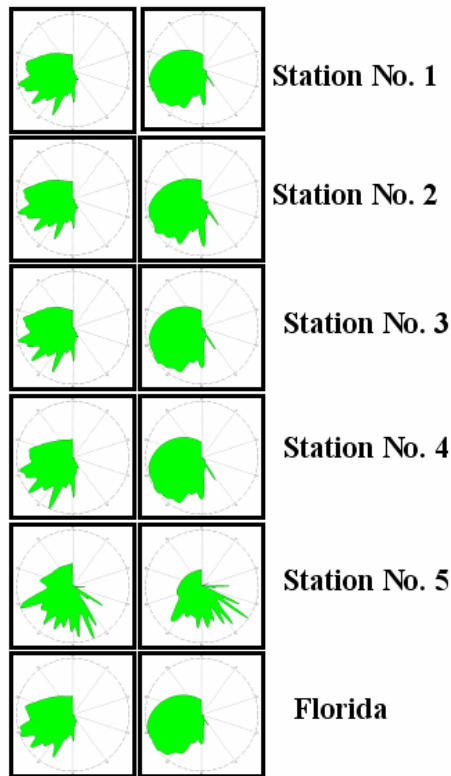 Station No. 1
Station No. 2
Station No. 3
Station No. 4
Station No. 5
Florida